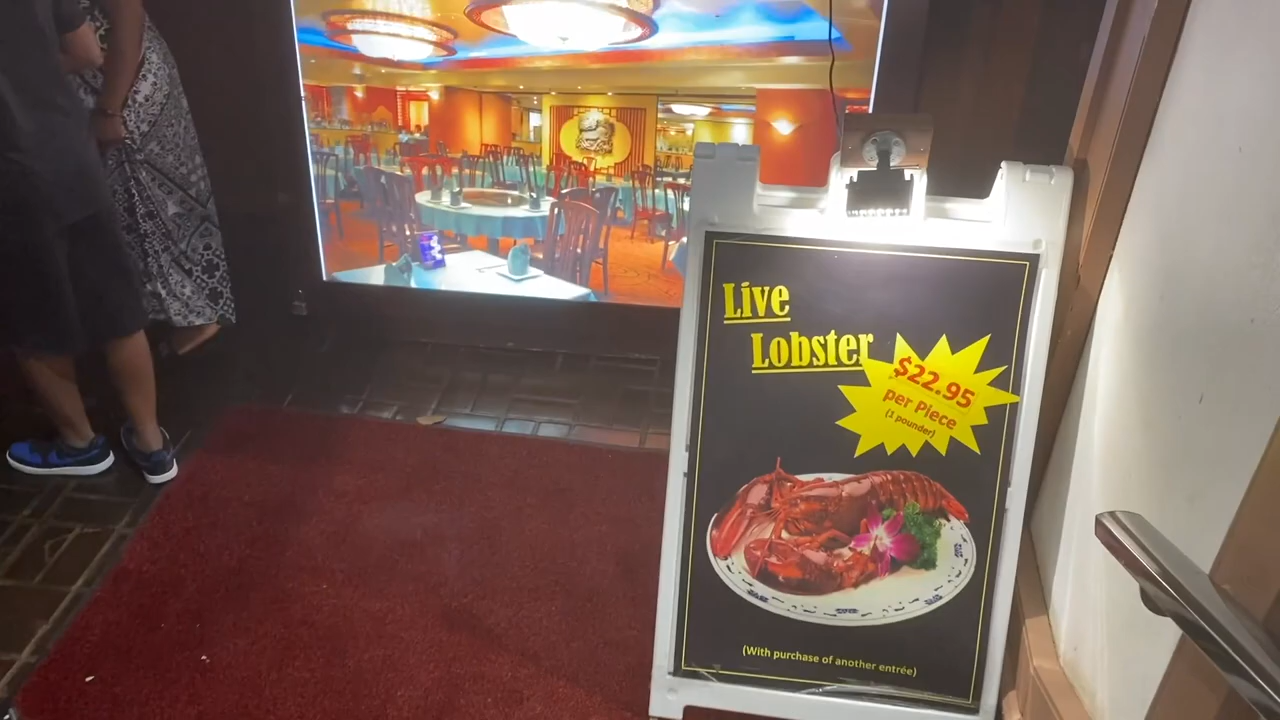 Live
Lobster
$22.95
per Piece
(1 pounder)
(With purchase of another entrée)